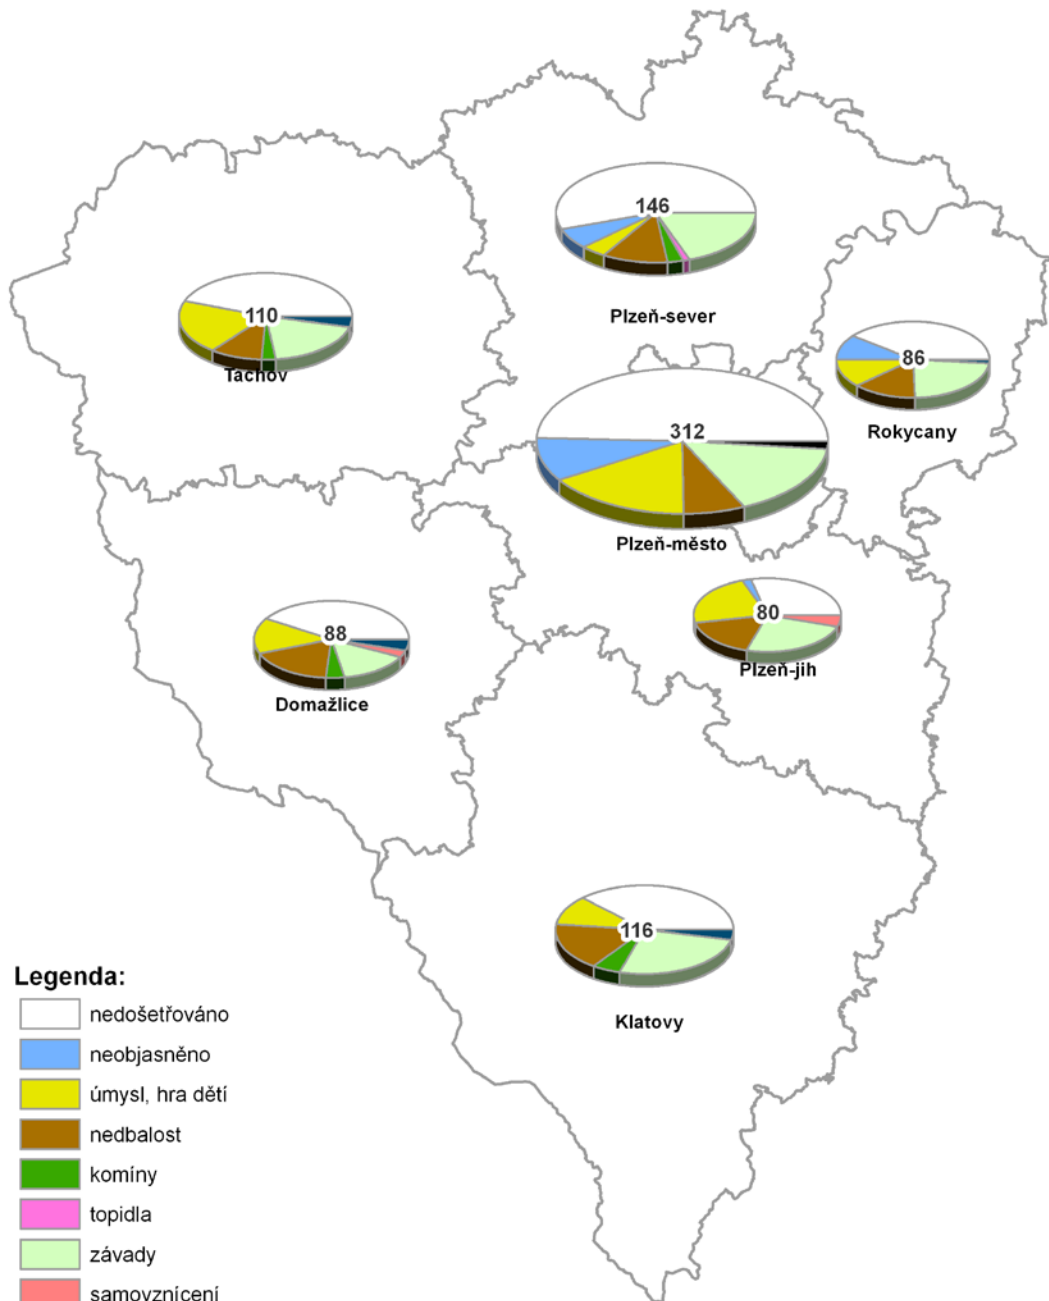 146
Plzeň-sever
110
Tachov
86
Rokycany
312
Plzeň-město
80
Plzeň-jih
88
Domažlice
116
Klatovy
Legenda:
nedošetřováno
neobjasněno
úmysl, hra dětí
nedbalost
komíny
topidla
závady
samovznícení